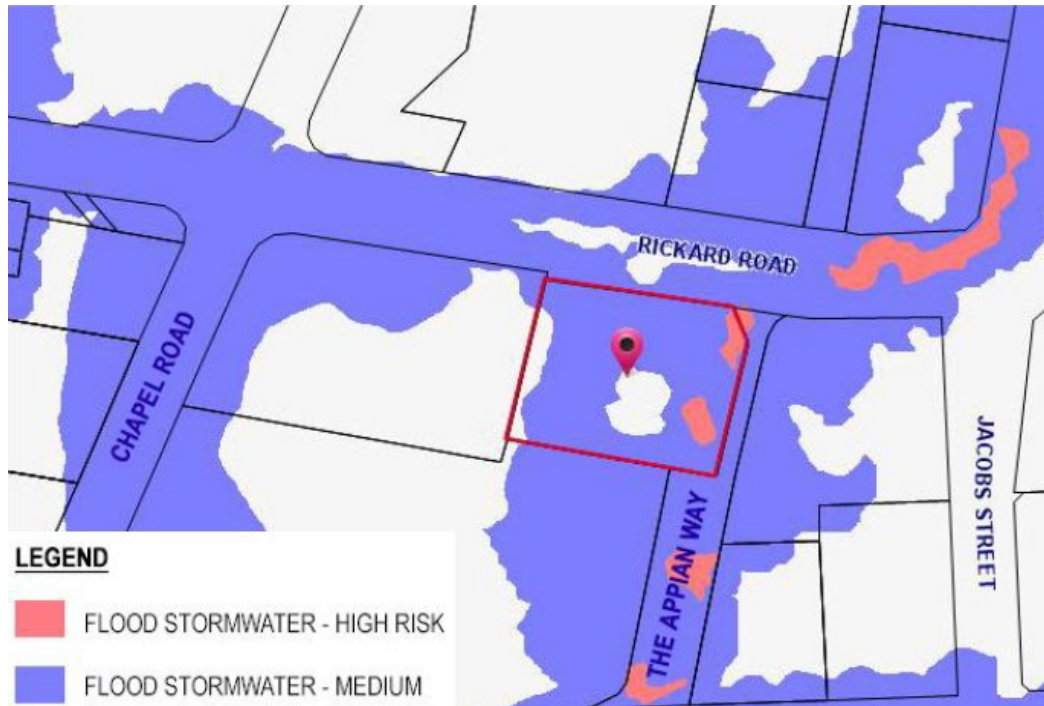 RICKARD ROAD
CHAPEL ROAD
JACOBS STREET
THE APPIAN WAY
LEGEND
FLOOD STORMWATER - HIGH RISK
FLOOD STORMWATER - MEDIUM